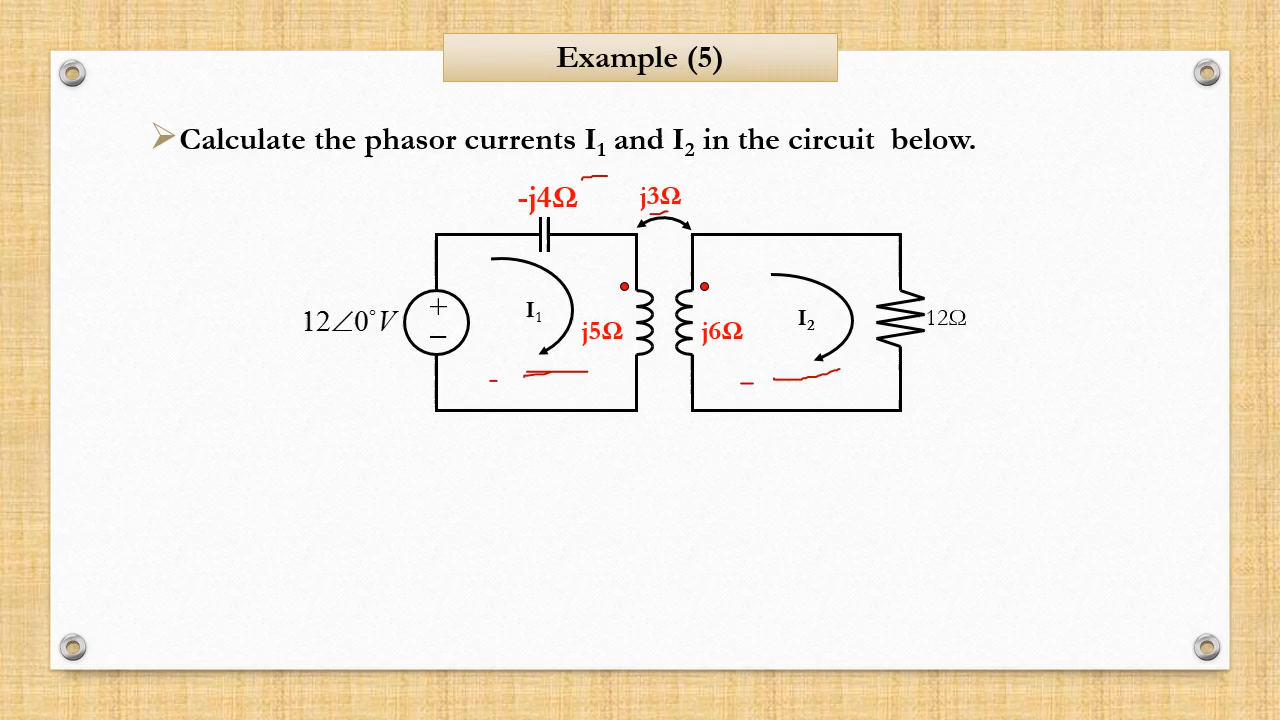 Example (5)
Calculate the phasor currents I₁ and I₂ in the circuit below.
-j4Ω
j3Ω
12∠0°V
+
−
I₁
j5Ω
j6Ω
I₂
12Ω